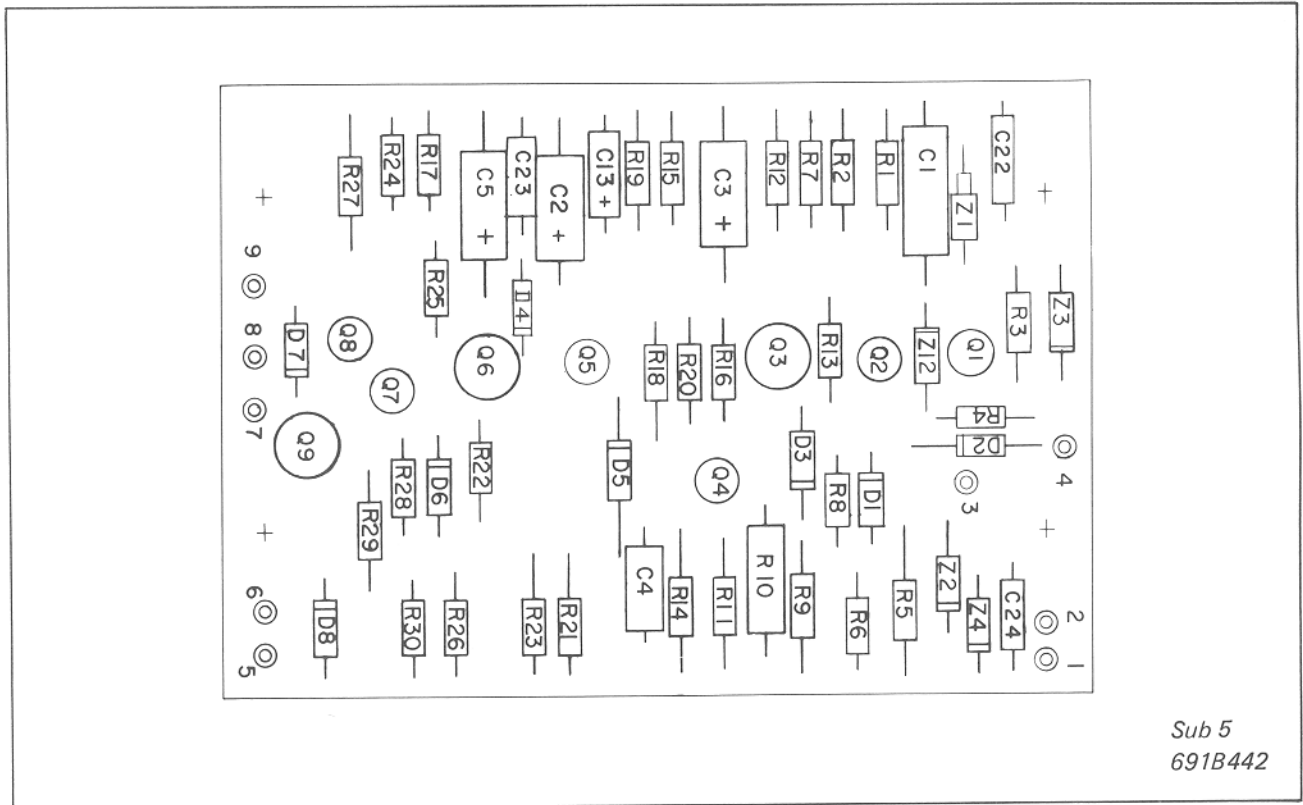 R27
R24
R17
C5 +
C23
C2 +
C13 +
R19
R15
C3 +
R12
R7
R2
R1
C1
Z1
C22
9
8
7
D7
Q8
Q7
Q9
R25
D4
Q6
Q5
R18
R20
R16
Q3
R13
Q2
Z12
Q1
R3
Z3
R4
D2
4
3
R29
R28
D6
R22
D5
Q4
D3
R8
D1
6
5
D8
R30
R26
R23
R21
C4
R14
R11
R10
R9
R6
R5
Z2
Z4
C24
2
1
Sub 5
691B442